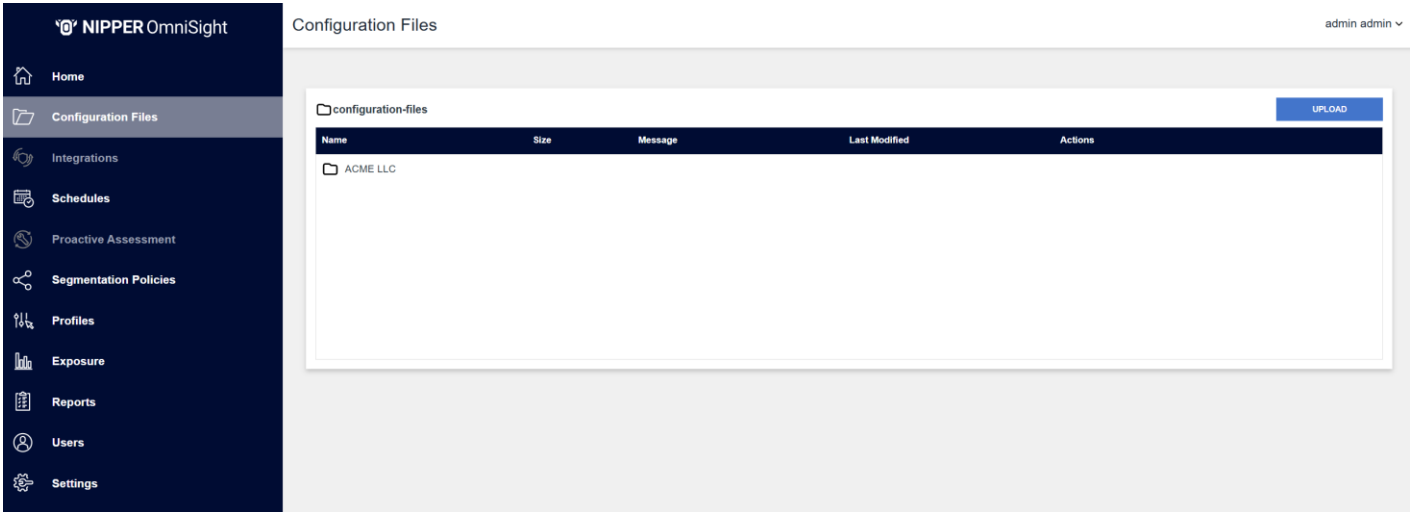 NIPPER OmniSight
Configuration Files
admin admin
Home
Configuration Files
Integrations
Schedules
Proactive Assessment
Segmentation Policies
Profiles
Exposure
Reports
Users
Settings
configuration-files
UPLOAD
Name Size Message Last Modified Actions
ACME LLC